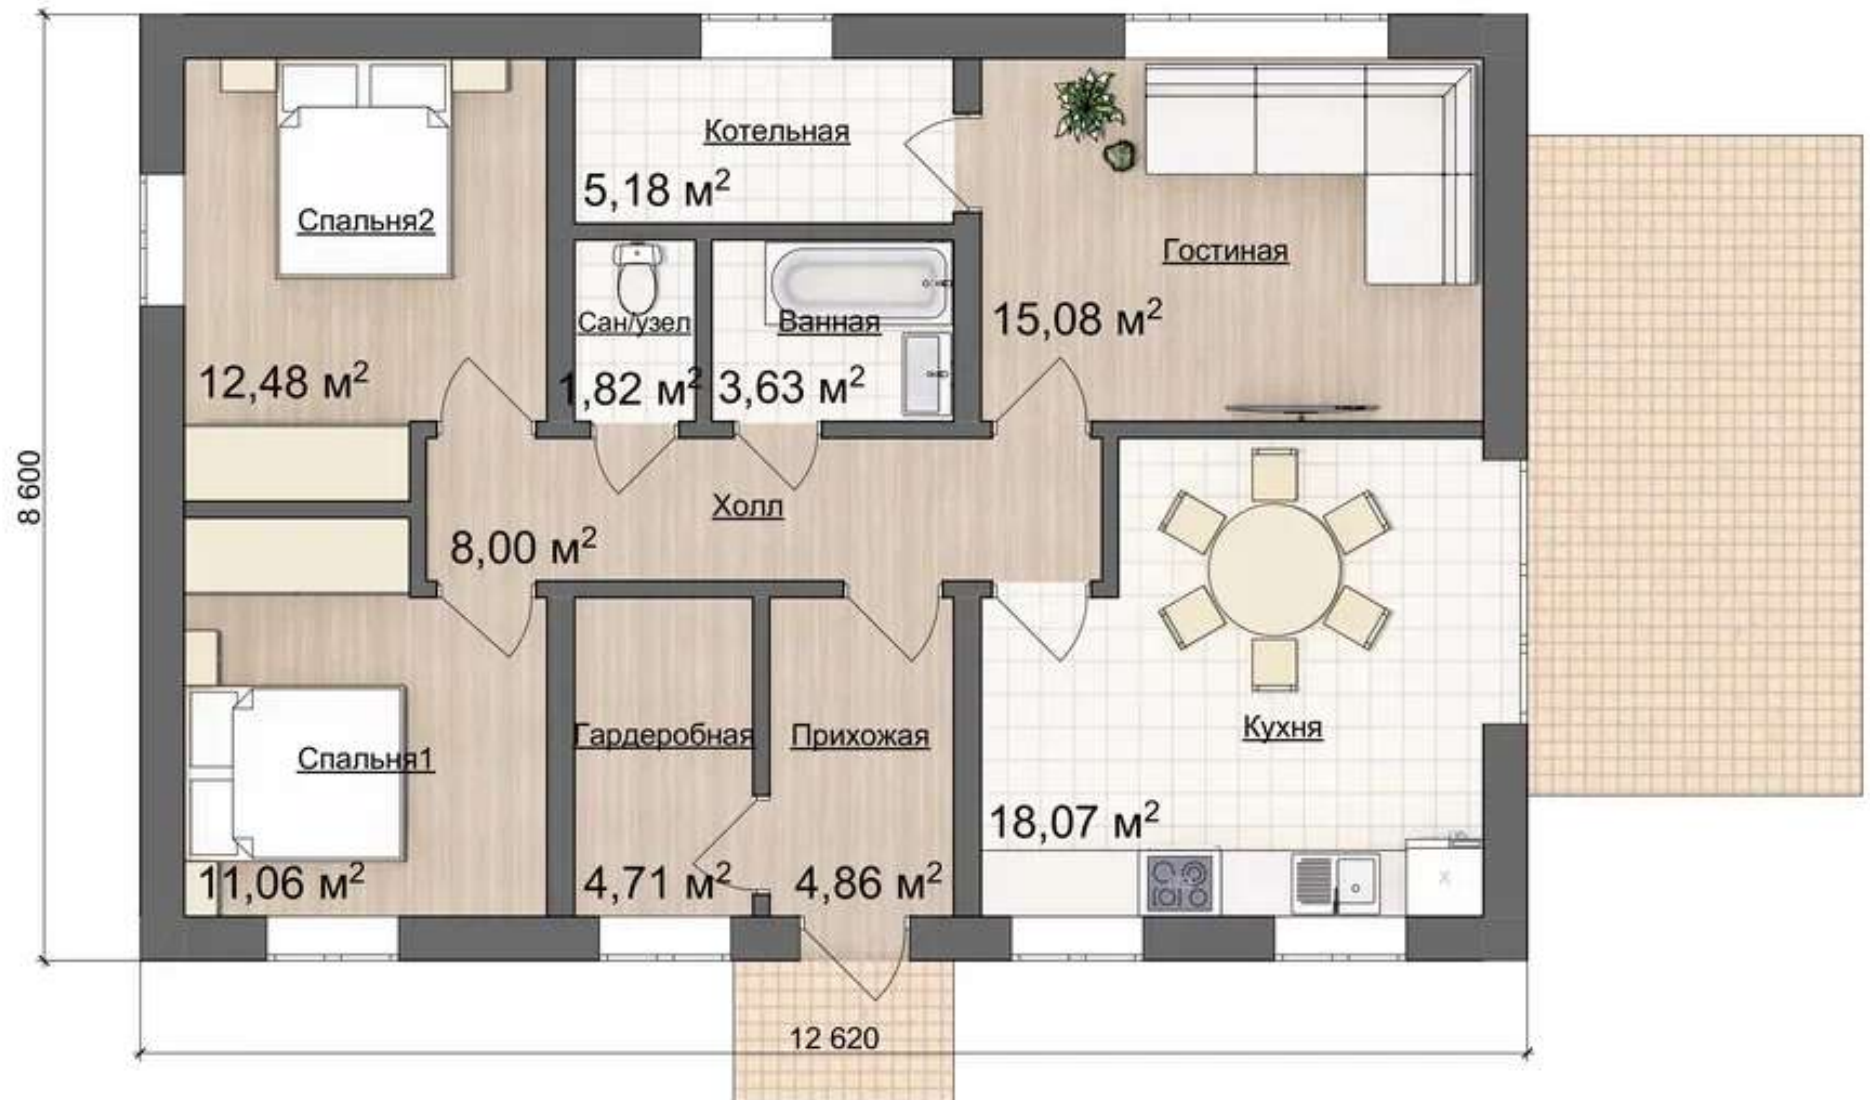 Котельная
5,18 м²
Спальня2
12,48 м²
Сан/узел
1,82 м²
Ванная
3,63 м²
Гостиная
15,08 м²
8 600
Холл
8,00 м²
Спальня1
11,06 м²
Гардеробная
4,71 м²
Прихожая
4,86 м²
Кухня
18,07 м²
X
12 620